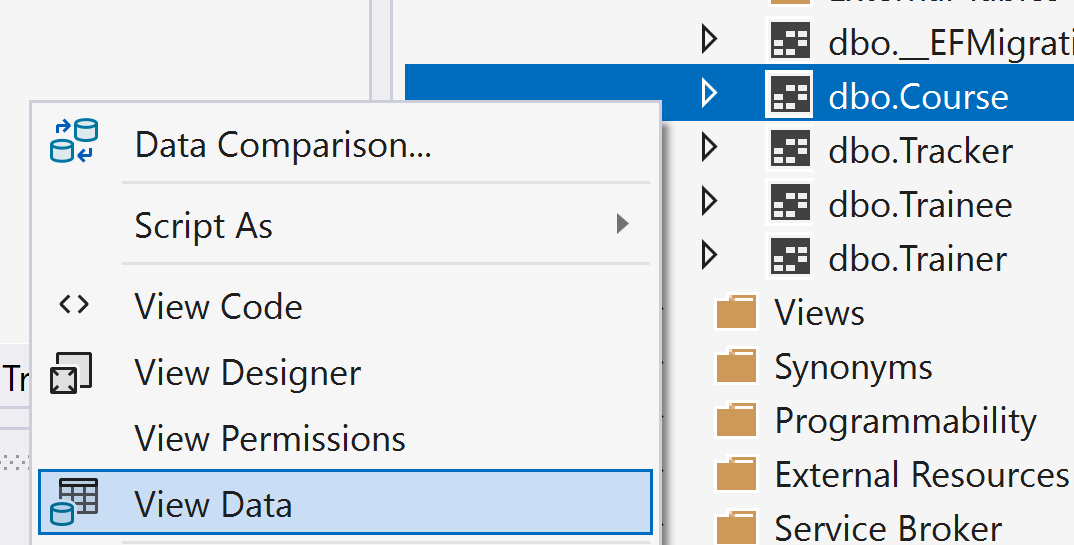 dbo.__EFMigrati
dbo.Course
dbo.Tracker
dbo.Trainee
dbo.Trainer
Views
Synonyms
Programmability
External Resources
Service Broker
Data Comparison...
Script As
View Code
View Designer
View Permissions
View Data
Tr